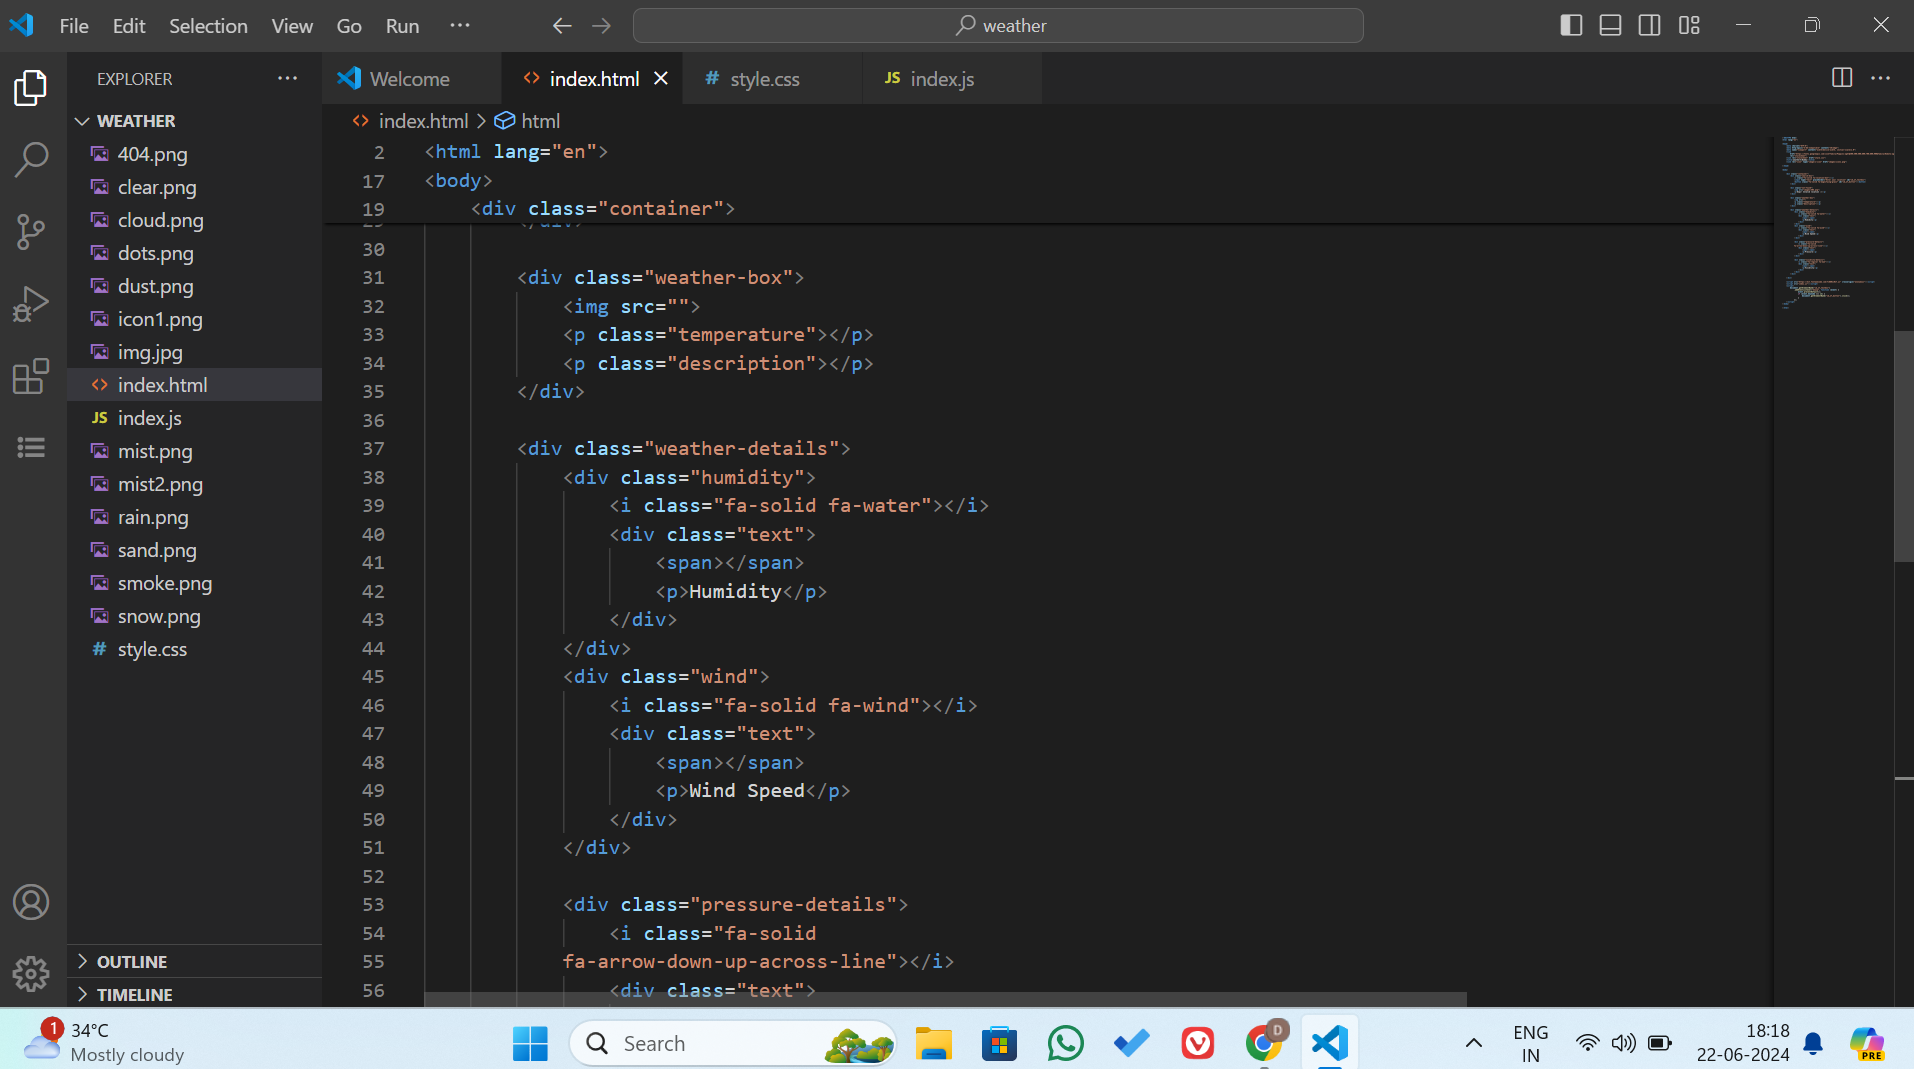 File Edit Selection View Go Run ···
weather
EXPLORER ···
WEATHER
404.png
clear.png
cloud.png
dots.png
dust.png
icon1.png
img.jpg
index.html
JS index.js
mist.png
mist2.png
rain.png
sand.png
smoke.png
snow.png
# style.css
OUTLINE
TIMELINE
Welcome
<> index.html
# style.css
JS index.js
<> index.html > html
2 <html lang="en">
17 <body>
19 <div class="container">
29 </div>
30
31 <div class="weather-box">
32 <img src="">
33 <p class="temperature"></p>
34 <p class="description"></p>
35 </div>
36
37 <div class="weather-details">
38 <div class="humidity">
39 <i class="fa-solid fa-water"></i>
40 <div class="text">
41 <span></span>
42 <p>Humidity</p>
43 </div>
44 </div>
45 <div class="wind">
46 <i class="fa-solid fa-wind"></i>
47 <div class="text">
48 <span></span>
49 <p>Wind Speed</p>
50 </div>
51 </div>
52
53 <div class="pressure-details">
54 <i class="fa-solid
55 fa-arrow-down-up-across-line"></i>
56 <div class="text">
1
34°C
Mostly cloudy
Search
D
ENG
IN
18:18
22-06-2024
PRE